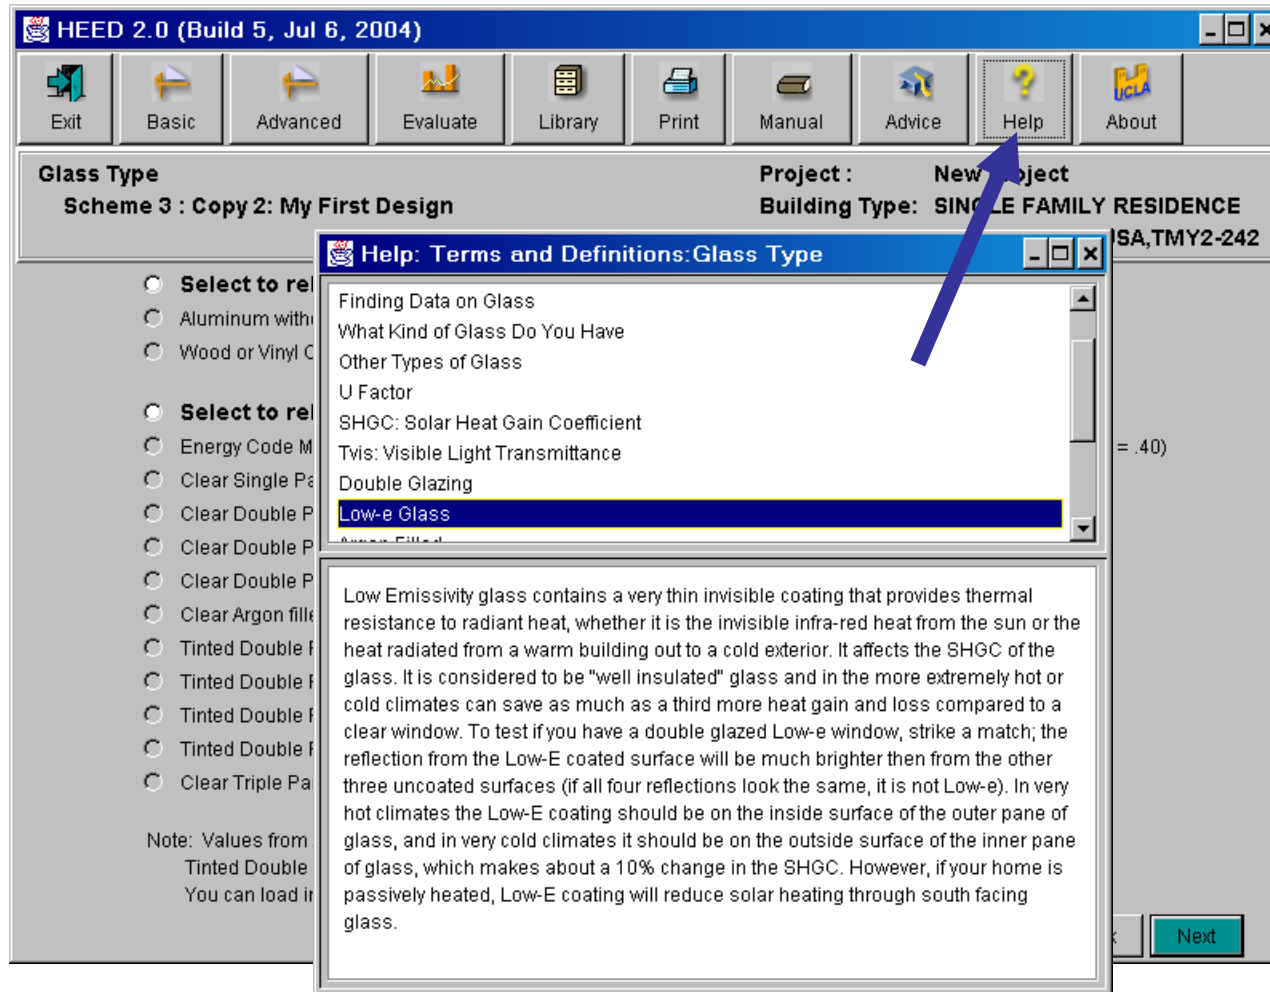 HEED 2.0 (Build 5, Jul 6, 2004)
Exit Basic Advanced Evaluate Library Print Manual Advice Help About
UCLA
Glass Type
Scheme 3 : Copy 2: My First Design
Project :
Building Type: FAMILY RESIDENCE
USA,TMY2-242
Help: Terms and Definitions:Glass Type
Finding Data on Glass
What Kind of Glass Do You Have
Other Types of Glass
U Factor
SHGC: Solar Heat Gain Coefficient
Tvis: Visible Light Transmittance
Double Glazing
Low-e Glass
Argon Filled
Low Emissivity glass contains a very thin invisible coating that provides thermal
resistance to radiant heat, whether it is the invisible infra-red heat from the sun or the
heat radiated from a warm building out to a cold exterior. It affects the SHGC of the
glass. It is considered to be "well insulated" glass and in the more extremely hot or
cold climates can save as much as a third more heat gain and loss compared to a
clear window. To test if you have a double glazed Low-e window, strike a match; the
reflection from the Low-E coated surface will be much brighter then from the other
three uncoated surfaces (if all four reflections look the same, it is not Low-e). In very
hot climates the Low-E coating should be on the inside surface of the outer pane of
glass, and in very cold climates it should be on the outside surface of the inner pane
of glass, which makes about a 10% change in the SHGC. However, if your home is
passively heated, Low-E coating will reduce solar heating through south facing
glass.
Select to
Aluminum
Wood or Vinyl
Select to
Energy Code = .40)
Clear Single
Clear Double
Clear Double
Clear Double
Clear Argon
Tinted Double
Tinted Double
Tinted Double
Tinted Double
Clear Triple
Note: Values from
Tinted Double
You can load
Next